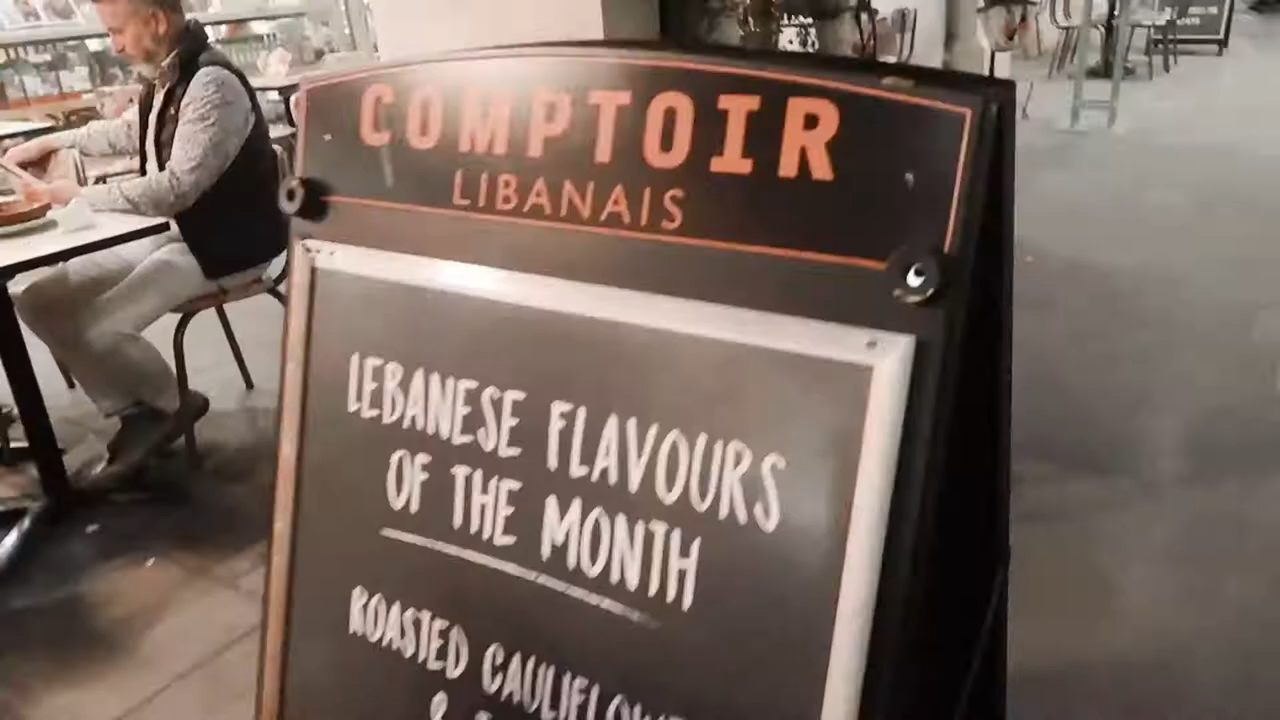 COMPTOIR
LIBANAIS
LEBANESE FLAVOURS
OF THE MONTH
ROASTED
&